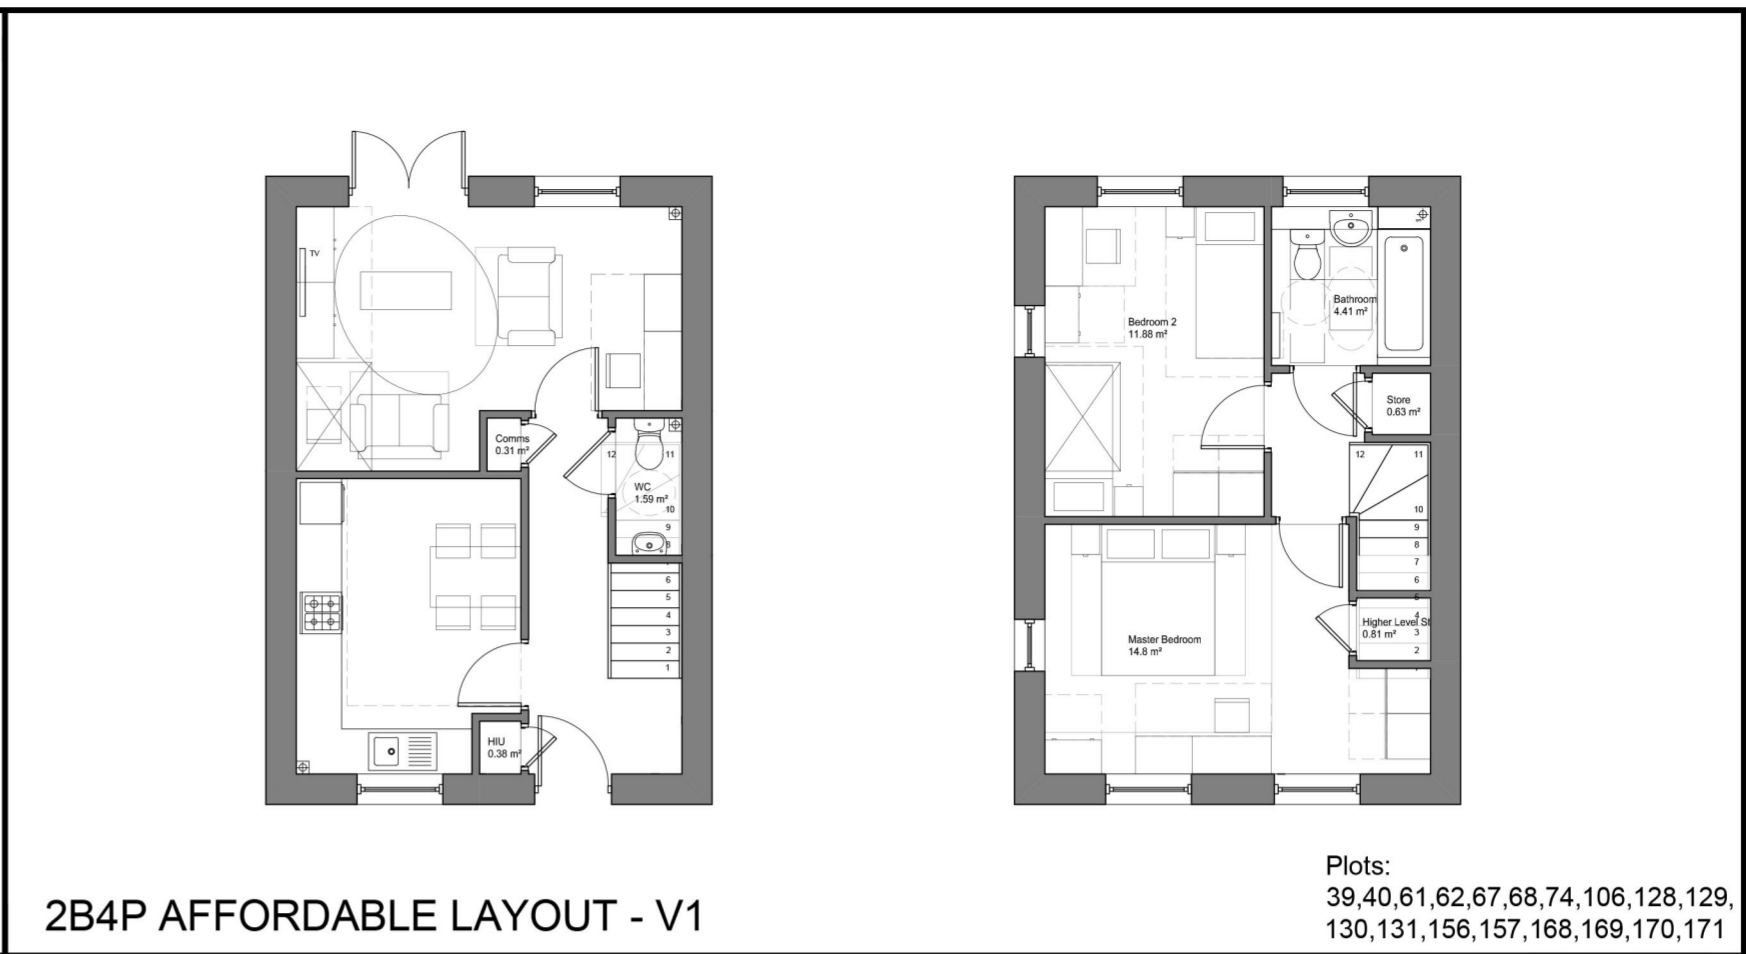 TV
Comms
0.31 m²
12
11
WC
1.59 m²
10
9
8
6
5
4
3
2
1
HIU
0.38 m²
Bedroom 2
11.88 m²
Bathroom
4.41 m²
Store
0.63 m²
12
11
10
9
8
7
6
5
4
Higher Level St
0.81 m²
3
2
Master Bedroom
14.8 m²
2B4P AFFORDABLE LAYOUT - V1
Plots:
39,40,61,62,67,68,74,106,128,129,
130,131,156,157,168,169,170,171